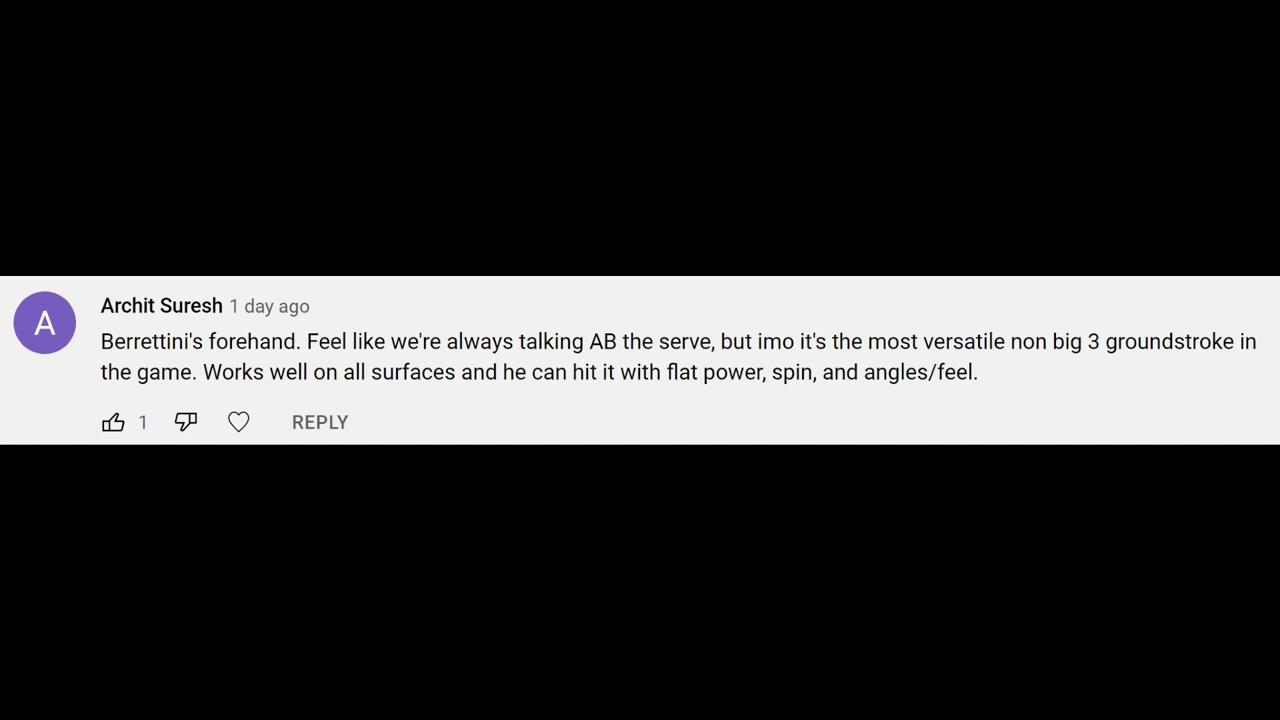 A
Archit Suresh 1 day ago
Berrettini's forehand. Feel like we're always talking AB the serve, but imo it's the most versatile non big 3 groundstroke in
the game. Works well on all surfaces and he can hit it with flat power, spin, and angles/feel.
1 REPLY